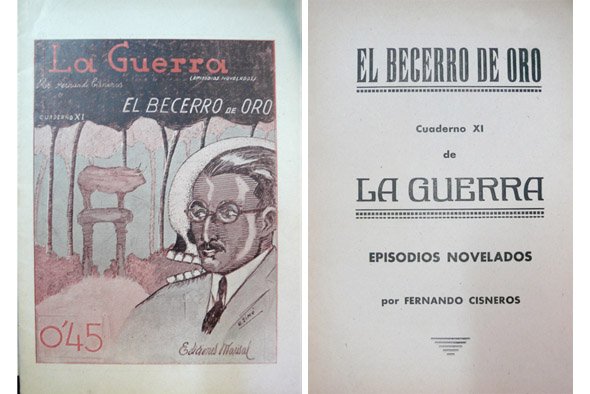 La Guerra
(EPISODIOS NOVELADOS)
Por Fernando Cisneros
EL BECERRO DE ORO
CUADERNO XI
0'45
Ediciones Marisal
EL BECERRO DE ORO
Cuaderno XI
de
LA GUERRA
EPISODIOS NOVELADOS
por FERNANDO CISNEROS